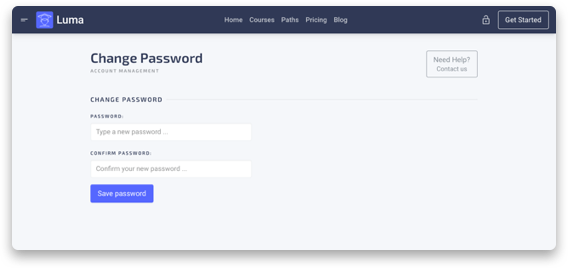 Luma
Home Courses Paths Pricing Blog
Get Started
Change Password
ACCOUNT MANAGEMENT
Need Help?
Contact us
CHANGE PASSWORD
PASSWORD:
Type a new password ...
CONFIRM PASSWORD:
Confirm your new password ...
Save password